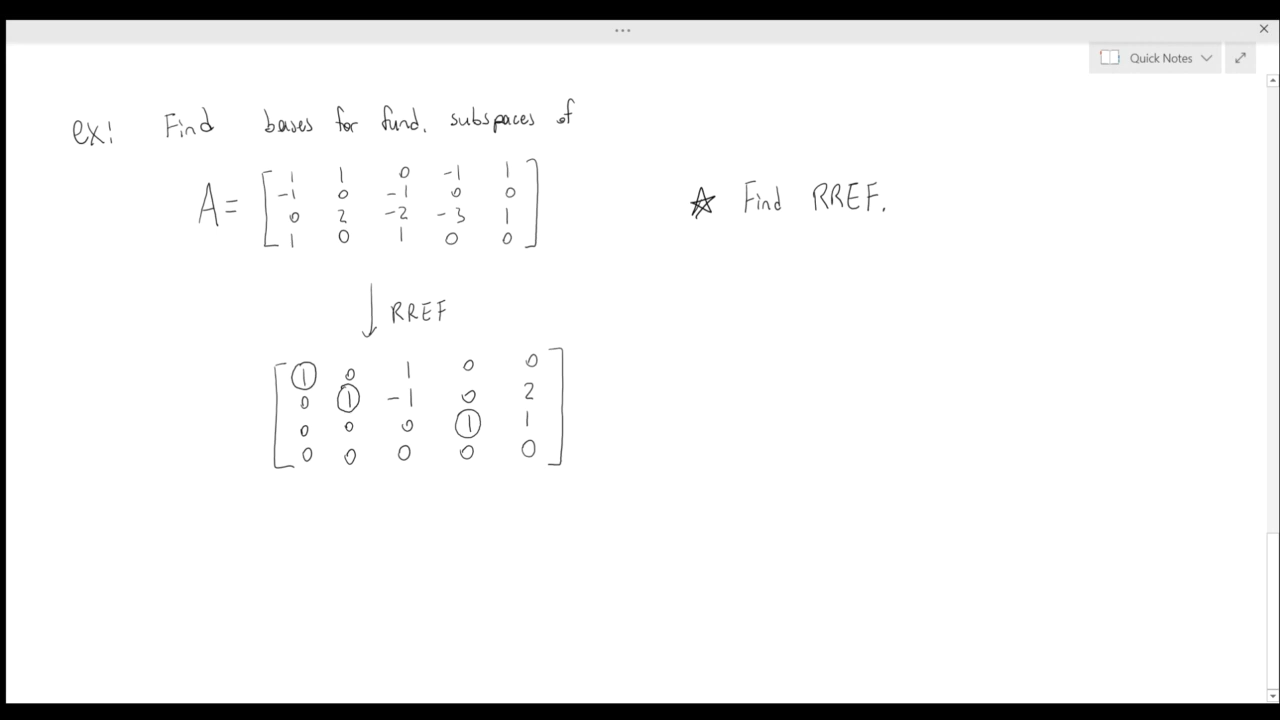 Quick Notes
ex: Find bases for fund. subspaces of
A = [ 1 1 0 -1 1
-1 0 -1 0 0
0 2 -2 -3 1
1 0 1 0 0 ]
☆ Find RREF.
↓ RREF
[ 1 0 1 0 0
0 1 -1 0 2
0 0 0 1 1
0 0 0 0 0 ]